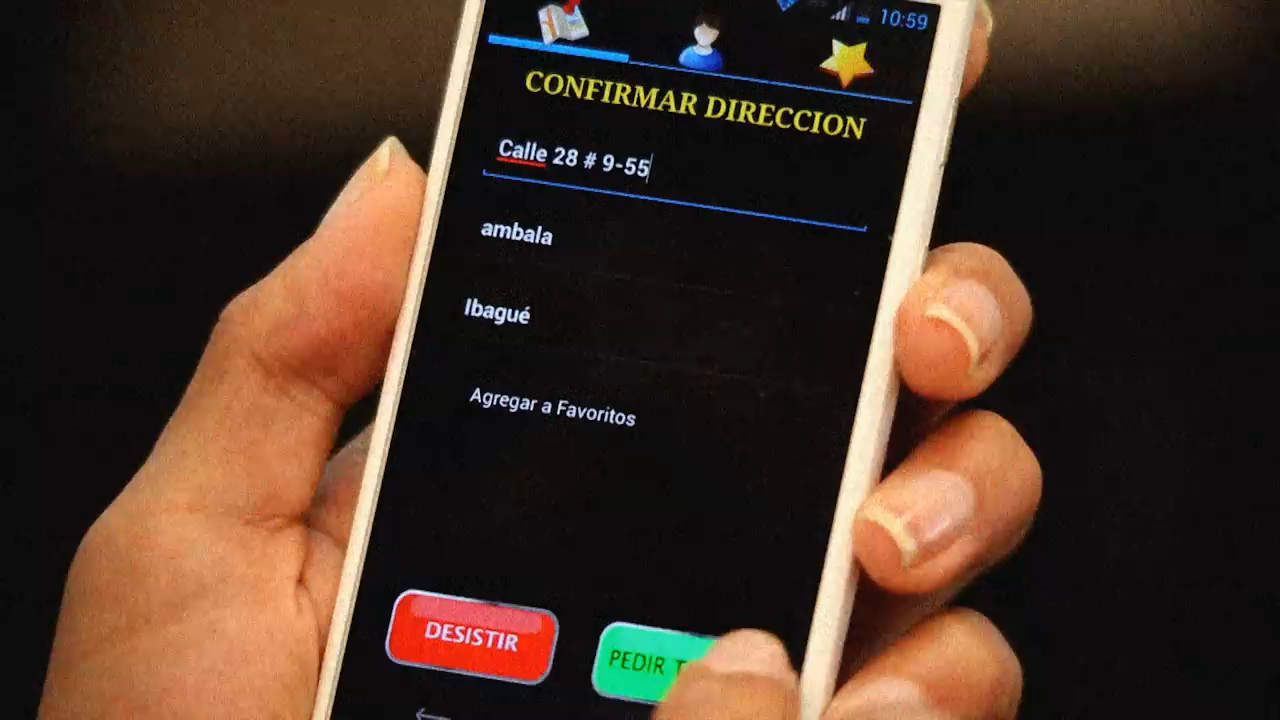 10:59
CONFIRMAR DIRECCION
Calle 28 # 9-55
ambala
Ibagué
Agregar a Favoritos
DESISTIR
PEDIR